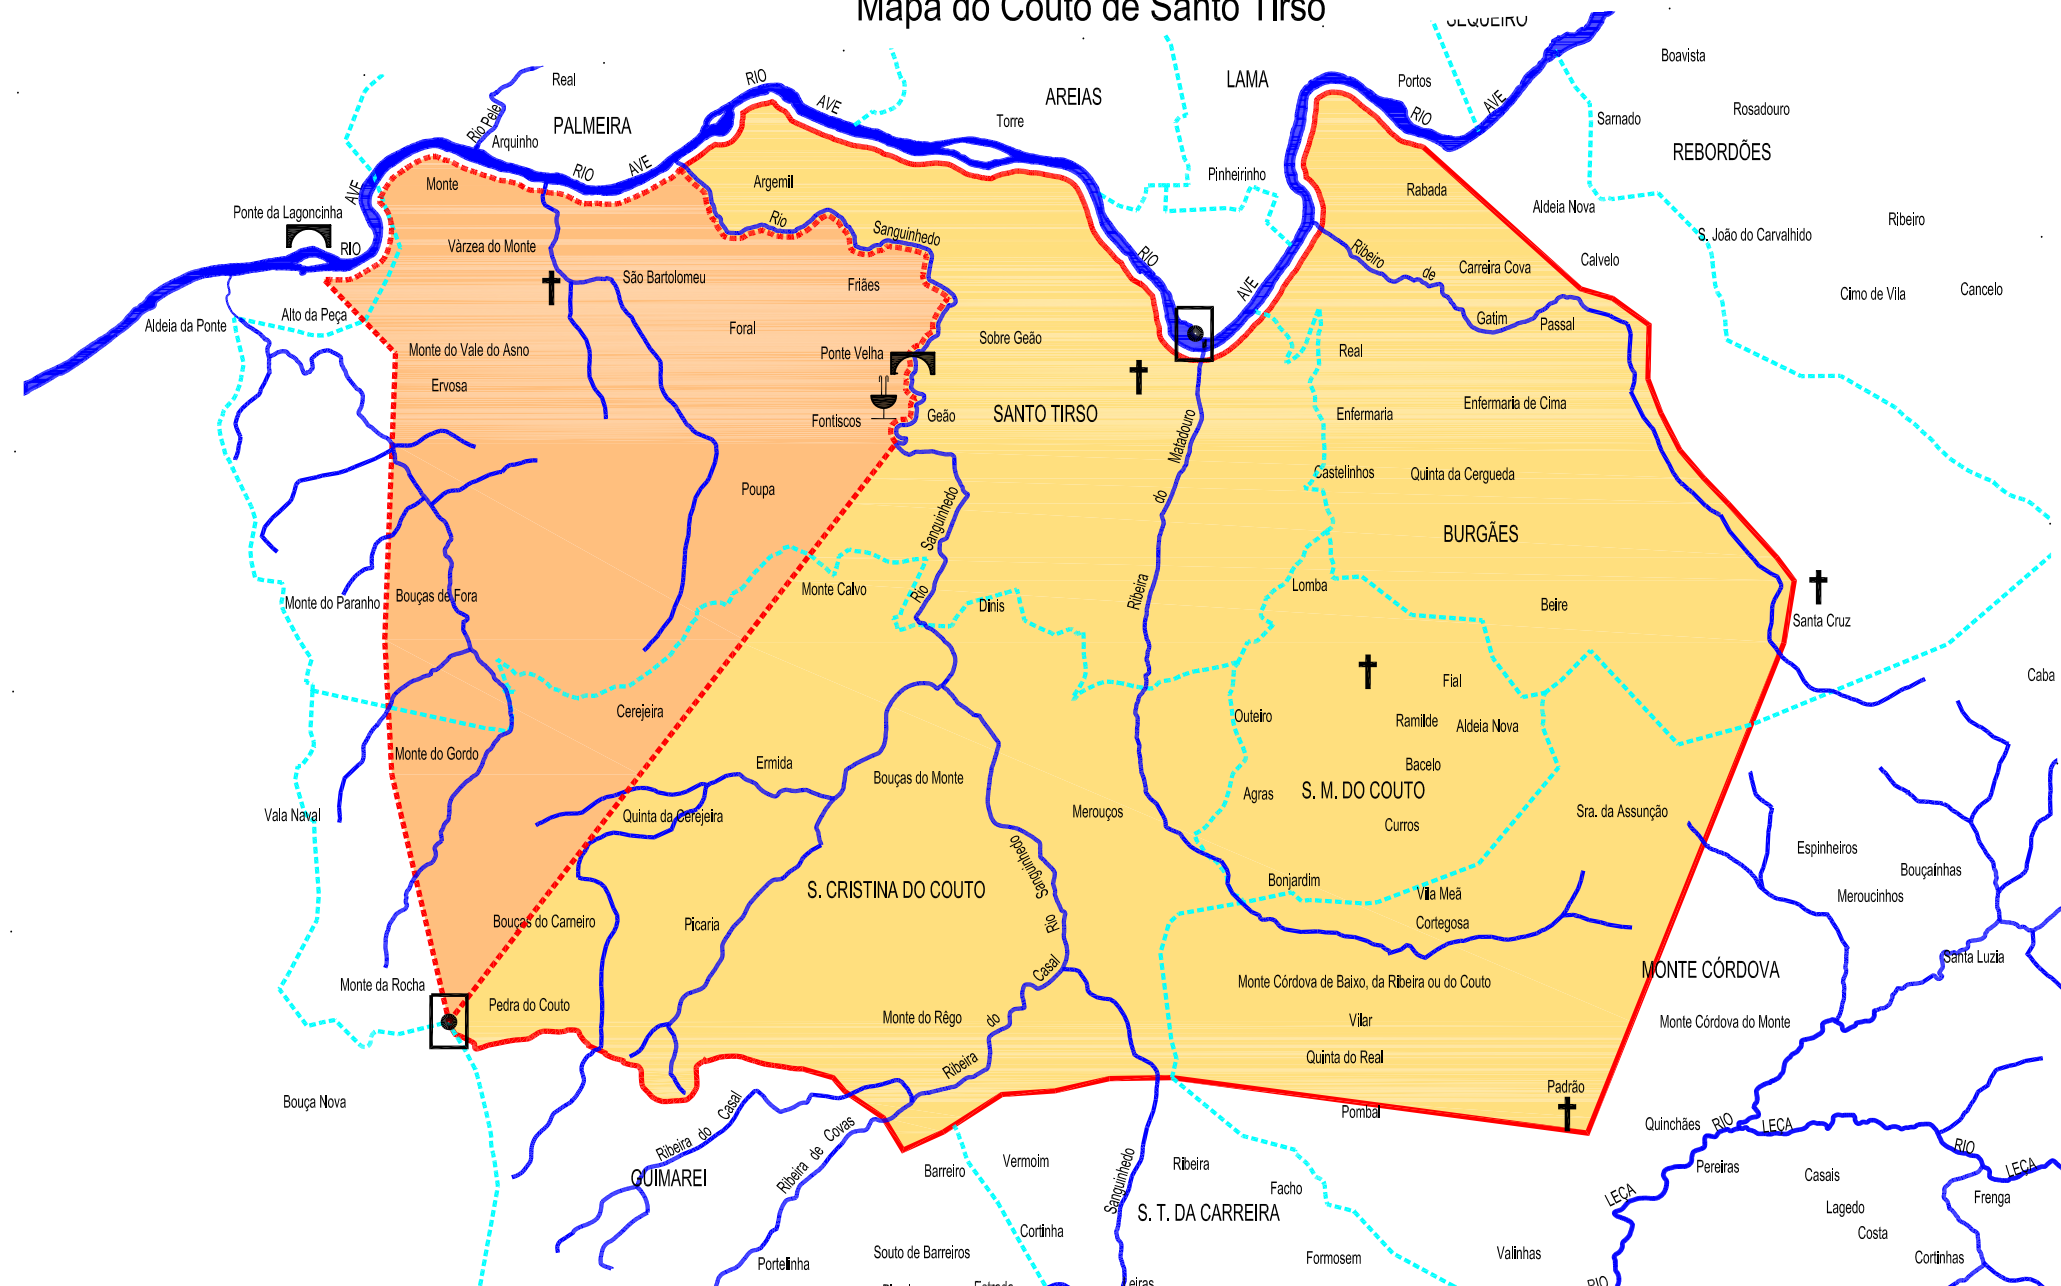 Mapa do Couto de Santo Tirso
SEQUEIRO
Boavista
Real
RIO
LAMA
Portos
AREIAS
AVE
AVE
Rosadouro
Rio Pele
PALMEIRA
Torre
RIO
Sarnado
Arquinho
REBORDÕES
RIO
AVE
Pinheirinho
Monte
Argemil
Rabada
AVE
Ponte da Lagoncinha
Aldeia Nova
Ribeiro
Rio
Sanguinhedo
S. João do Carvalhido
RIO
Vàrzea do Monte
RIO
Ribeiro
de
Calvelo
São Bartolomeu
Friães
AVE
Carreira Cova
Cancelo
Cimo de Vila
Alto da Peça
Gatim
Passal
Aldeia da Ponte
Foral
Sobre Geão
Monte do Vale do Asno
Ponte Velha
Real
Ervosa
Enfermaria de Cima
Fontiscos
Geão
SANTO TIRSO
Enfermaria
Matadouro
Castelinhos
Quinta da Cergueda
Poupa
do
Sanguinhedo
BURGÃES
Monte Calvo
Lomba
Bouças de Fora
Rio
Ribeira
Monte do Paranho
Dinis
Beire
Santa Cruz
Caba
Fial
Cerejeira
Outeiro
Ramilde
Aldeia Nova
Monte do Gordo
Ermida
Bacelo
Bouças do Monte
S. M. DO COUTO
Agras
Vala Naval
Quinta da Cerejeira
Merouços
Curros
Sra. da Assunção
Espinheiros
Sanguinhedo
Bouçainhas
S. CRISTINA DO COUTO
Bonjardim
Vila Meã
Meroucinhos
Bouças do Carneiro
Picaria
Rio
Cortegosa
Santa Luzia
Casal
MONTE CÓRDOVA
Monte da Rocha
Monte Córdova de Baixo, da Ribeira ou do Couto
Pedra do Couto
Monte do Rêgo
do
Vilar
Monte Córdova do Monte
Ribeira
Quinta do Real
Padrão
Bouça Nova
Casal
Pombal
Quinchães
RIO
LEÇA
do
Ribeira
Covas
de
Ribeira
RIO
LEÇA
Vermoim
Ribeira
Pereiras
Barreiro
GUIMAREI
Sanguinhedo
Casais
Facho
LEÇA
Frenga
S. T. DA CARREIRA
Lagedo
Cortinha
Costa
Souto de Barreiros
Valinhas
Formosem
Cortinhas
Portelinha
RIO